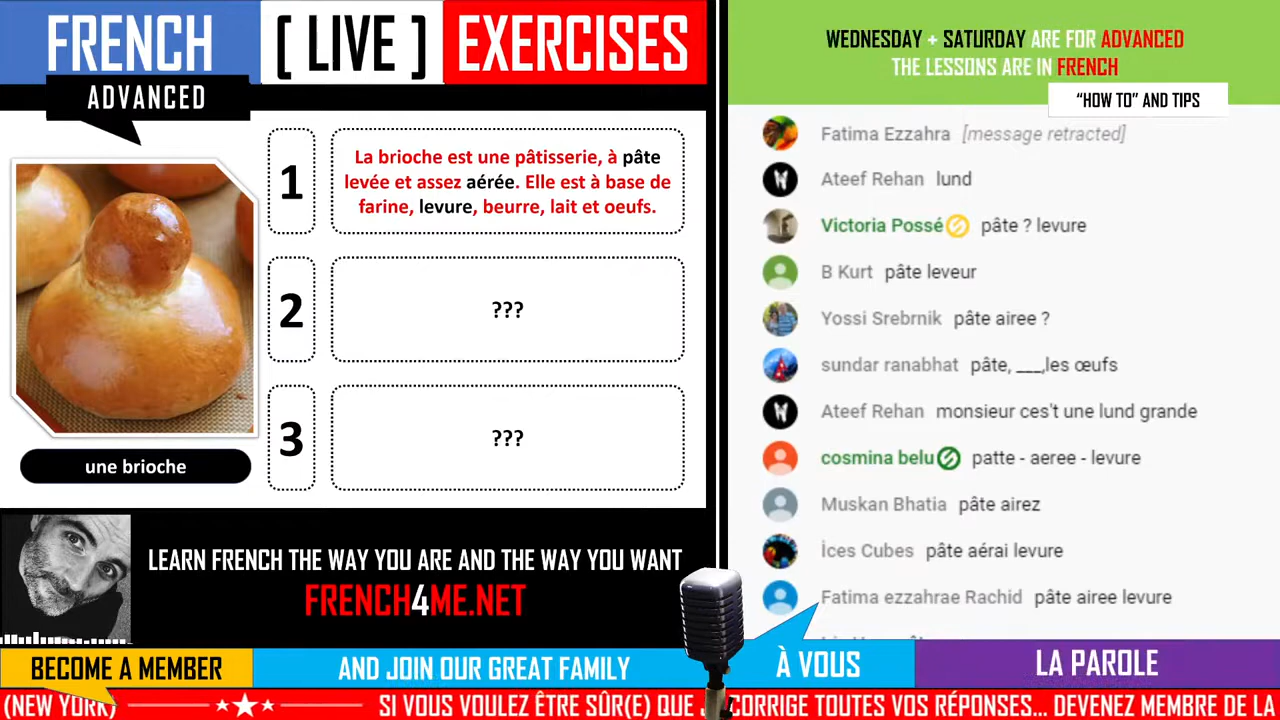 FRENCH [ LIVE ] EXERCISES
ADVANCED
1
La brioche est une pâtisserie, à pâte
levée et assez aérée. Elle est à base de
farine, levure, beurre, lait et oeufs.
2
???
3
???
une brioche
LEARN FRENCH THE WAY YOU ARE AND THE WAY YOU WANT
FRENCH4ME.NET
WEDNESDAY + SATURDAY ARE FOR ADVANCED
THE LESSONS ARE IN FRENCH
“HOW TO” AND TIPS
Fatima Ezzahra [message retracted]
Ateef Rehan lund
Victoria Possé pâte ? levure
B Kurt pâte leveur
Yossi Srebrnik pâte airee ?
sundar ranabhat pâte, ___,les œufs
Ateef Rehan monsieur ces't une lund grande
cosmina belu patte - aeree - levure
Muskan Bhatia pâte airez
İces Cubes pâte aérai levure
Fatima ezzahrae Rachid pâte airee levure
BECOME A MEMBER AND JOIN OUR GREAT FAMILY
À VOUS LA PAROLE
(NEW YORK) SI VOUS VOULEZ ÊTRE SÛR(E) QUE CORRIGE TOUTES VOS RÉPONSES... DEVENEZ MEMBRE DE LA